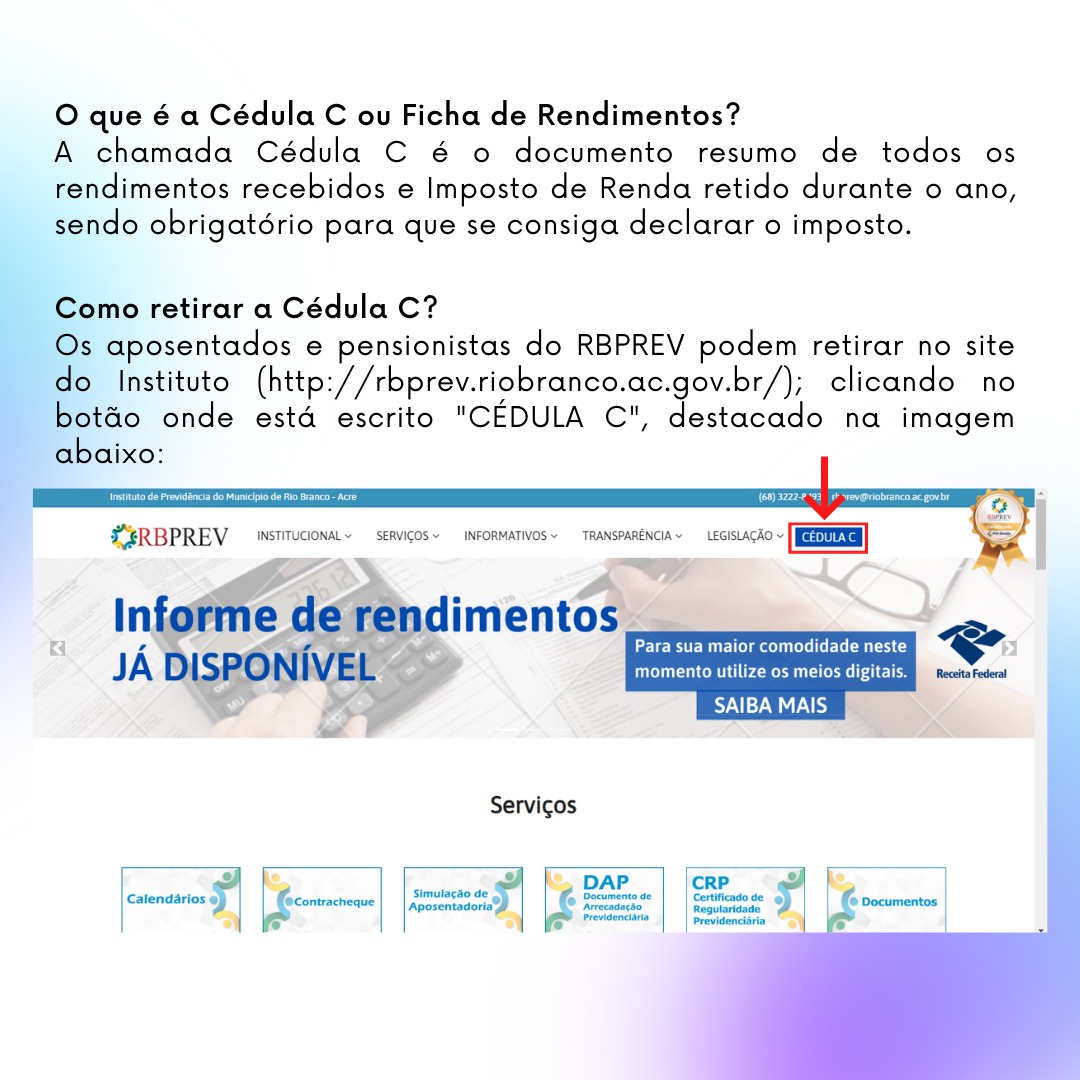 O que é a Cédula C ou Ficha de Rendimentos?
A chamada Cédula C é o documento resumo de todos os
rendimentos recebidos e Imposto de Renda retido durante o ano,
sendo obrigatório para que se consiga declarar o imposto.
Como retirar a Cédula C?
Os aposentados e pensionistas do RBPREV podem retirar no site
do Instituto (http://rbprev.riobranco.ac.gov.br/); clicando no
botão onde está escrito "CÉDULA C", destacado na imagem
abaixo:
Instituto de Previdência do Município de Rio Branco - Acre
(68) 3222- rbprev@riobranco.ac.gov.br
RBPREV
INSTITUCIONAL
SERVIÇOS
INFORMATIVOS
TRANSPARÊNCIA
LEGISLAÇÃO
CÉDULA C
RBPREV
Informe de rendimentos
JÁ DISPONÍVEL
Para sua maior comodidade neste
momento utilize os meios digitais.
SAIBA MAIS
Receita Federal
Serviços
Calendários
Contracheque
Simulação de
Aposentadoria
DAP
Documento de
Arrecadação
Previdenciária
CRP
Certificado de
Regularidade
Previdenciária
Documentos